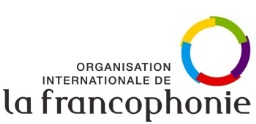 ORGANISATION
INTERNATIONALE DE
la francophonie